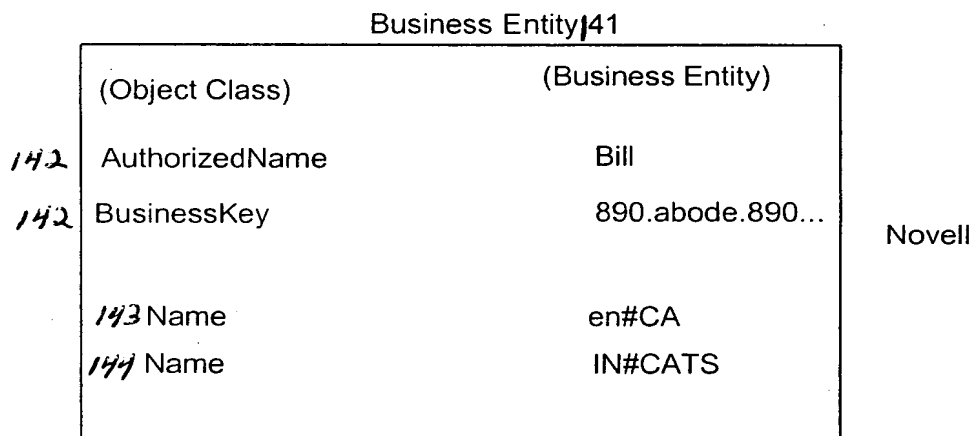 Business Entity 141
(Object Class) (Business Entity)
142 AuthorizedName Bill
142 BusinessKey 890.abode.890...
Novell
143 Name en#CA
144 Name IN#CATS